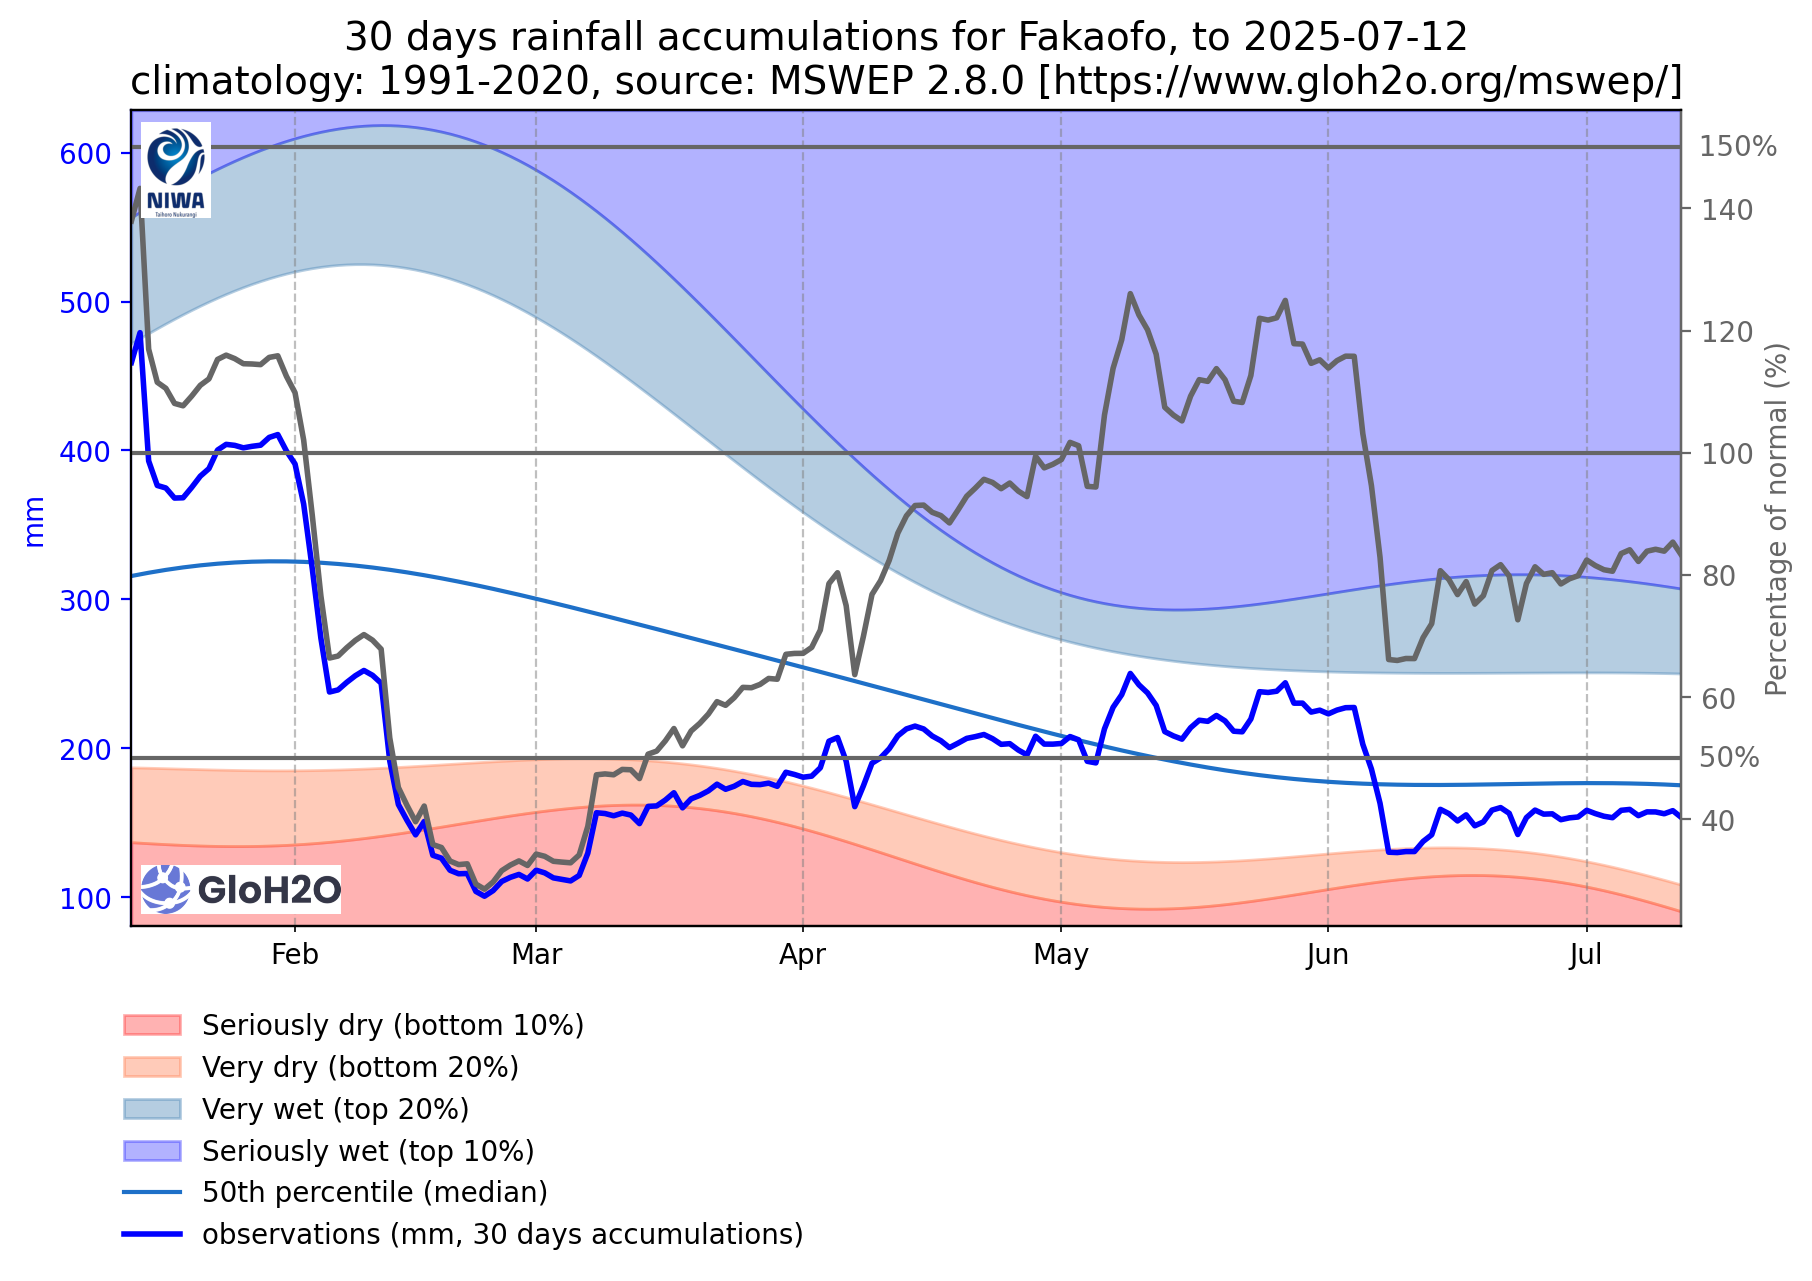 30 days rainfall accumulations for Fakaofo, to 2025-07-12
climatology: 1991-2020, source: MSWEP 2.8.0 [https://www.gloh2o.org/mswep/]
NIWA
Taihoro Nukurangi
600
500
400
300
200
100
mm
150%
140
120
100
80
60
50%
40
Percentage of normal (%)
GloH2O
Feb
Mar
Apr
May
Jun
Jul
Seriously dry (bottom 10%)
Very dry (bottom 20%)
Very wet (top 20%)
Seriously wet (top 10%)
50th percentile (median)
observations (mm, 30 days accumulations)